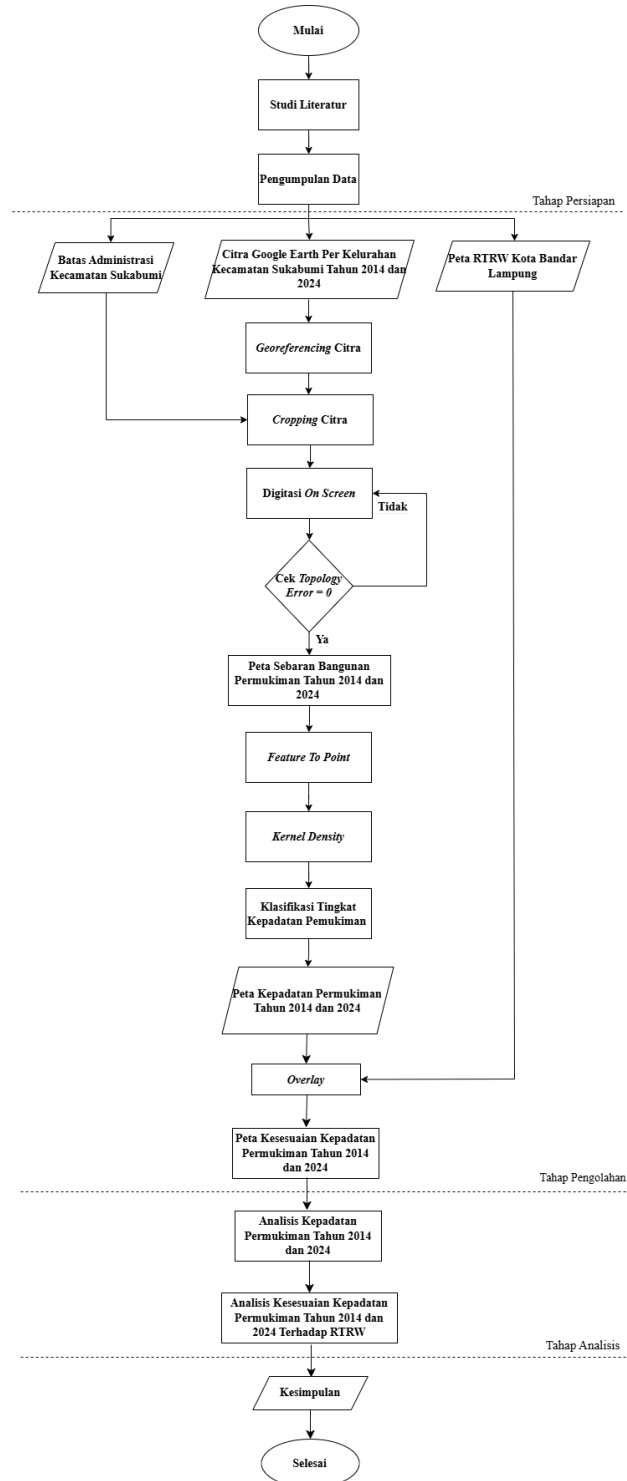 Mulai
Studi Literatur
Pengumpulan Data
Tahap Persiapan
Batas Administrasi
Kecamatan Sukabumi
Citra Google Earth Per Kelurahan
Kecamatan Sukabumi Tahun 2014 dan
2024
Peta RTRW Kota Bandar
Lampung
Georeferencing Citra
Cropping Citra
Digitasi On Screen
Tidak
Cek Topology
Error = 0
Ya
Peta Sebaran Bangunan
Permukiman Tahun 2014 dan
2024
Feature To Point
Kernel Density
Klasifikasi Tingkat
Kepadatan Pemukiman
Peta Kepadatan Permukiman
Tahun 2014 dan 2024
Overlay
Peta Kesesuaian Kepadatan
Permukiman Tahun 2014
dan 2024
Tahap Pengolahan
Analisis Kepadatan
Permukiman Tahun 2014
dan 2024
Analisis Kesesuaian Kepadatan
Permukiman Tahun 2014 dan
2024 Terhadap RTRW
Tahap Analisis
Kesimpulan
Selesai